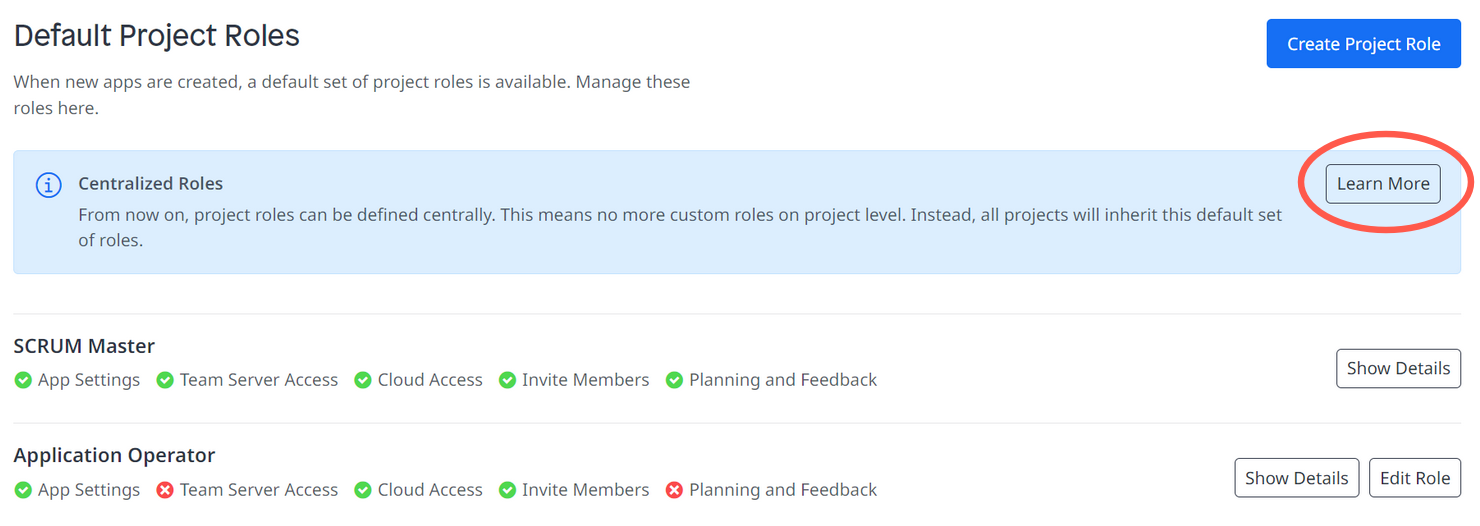 Default Project Roles
Create Project Role
When new apps are created, a default set of project roles is available. Manage these
roles here.
Centralized Roles
Learn More
From now on, project roles can be defined centrally. This means no more custom roles on project level. Instead, all projects will inherit this default set
of roles.
SCRUM Master
App Settings Team Server Access Cloud Access Invite Members Planning and Feedback
Show Details
Application Operator
App Settings Team Server Access Cloud Access Invite Members Planning and Feedback
Show Details Edit Role